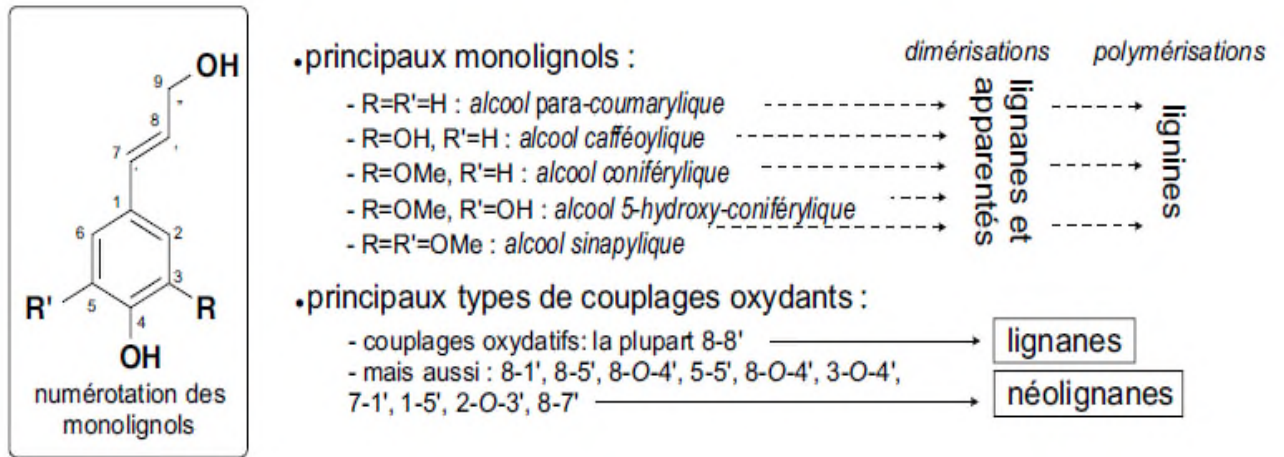 OH
9
"
8
'
7
'
1
6
2
3
R'
5
R
4
OH
numérotation des
monolignols
•principaux monolignols :
- R=R'=H : alcool para-coumarylique
- R=OH, R'=H : alcool cafféoylique
- R=OMe, R'=H : alcool coniférylique
- R=OMe, R'=OH : alcool 5-hydroxy-coniférylique
- R=R'=OMe : alcool sinapylique
dimérisations
polymérisations
lignanes et
apparentés
lignines
•principaux types de couplages oxydants :
- couplages oxydatifs: la plupart 8-8'
lignanes
- mais aussi : 8-1', 8-5', 8-O-4', 5-5', 8-O-4', 3-O-4',
7-1', 1-5', 2-O-3', 8-7'
néolignanes